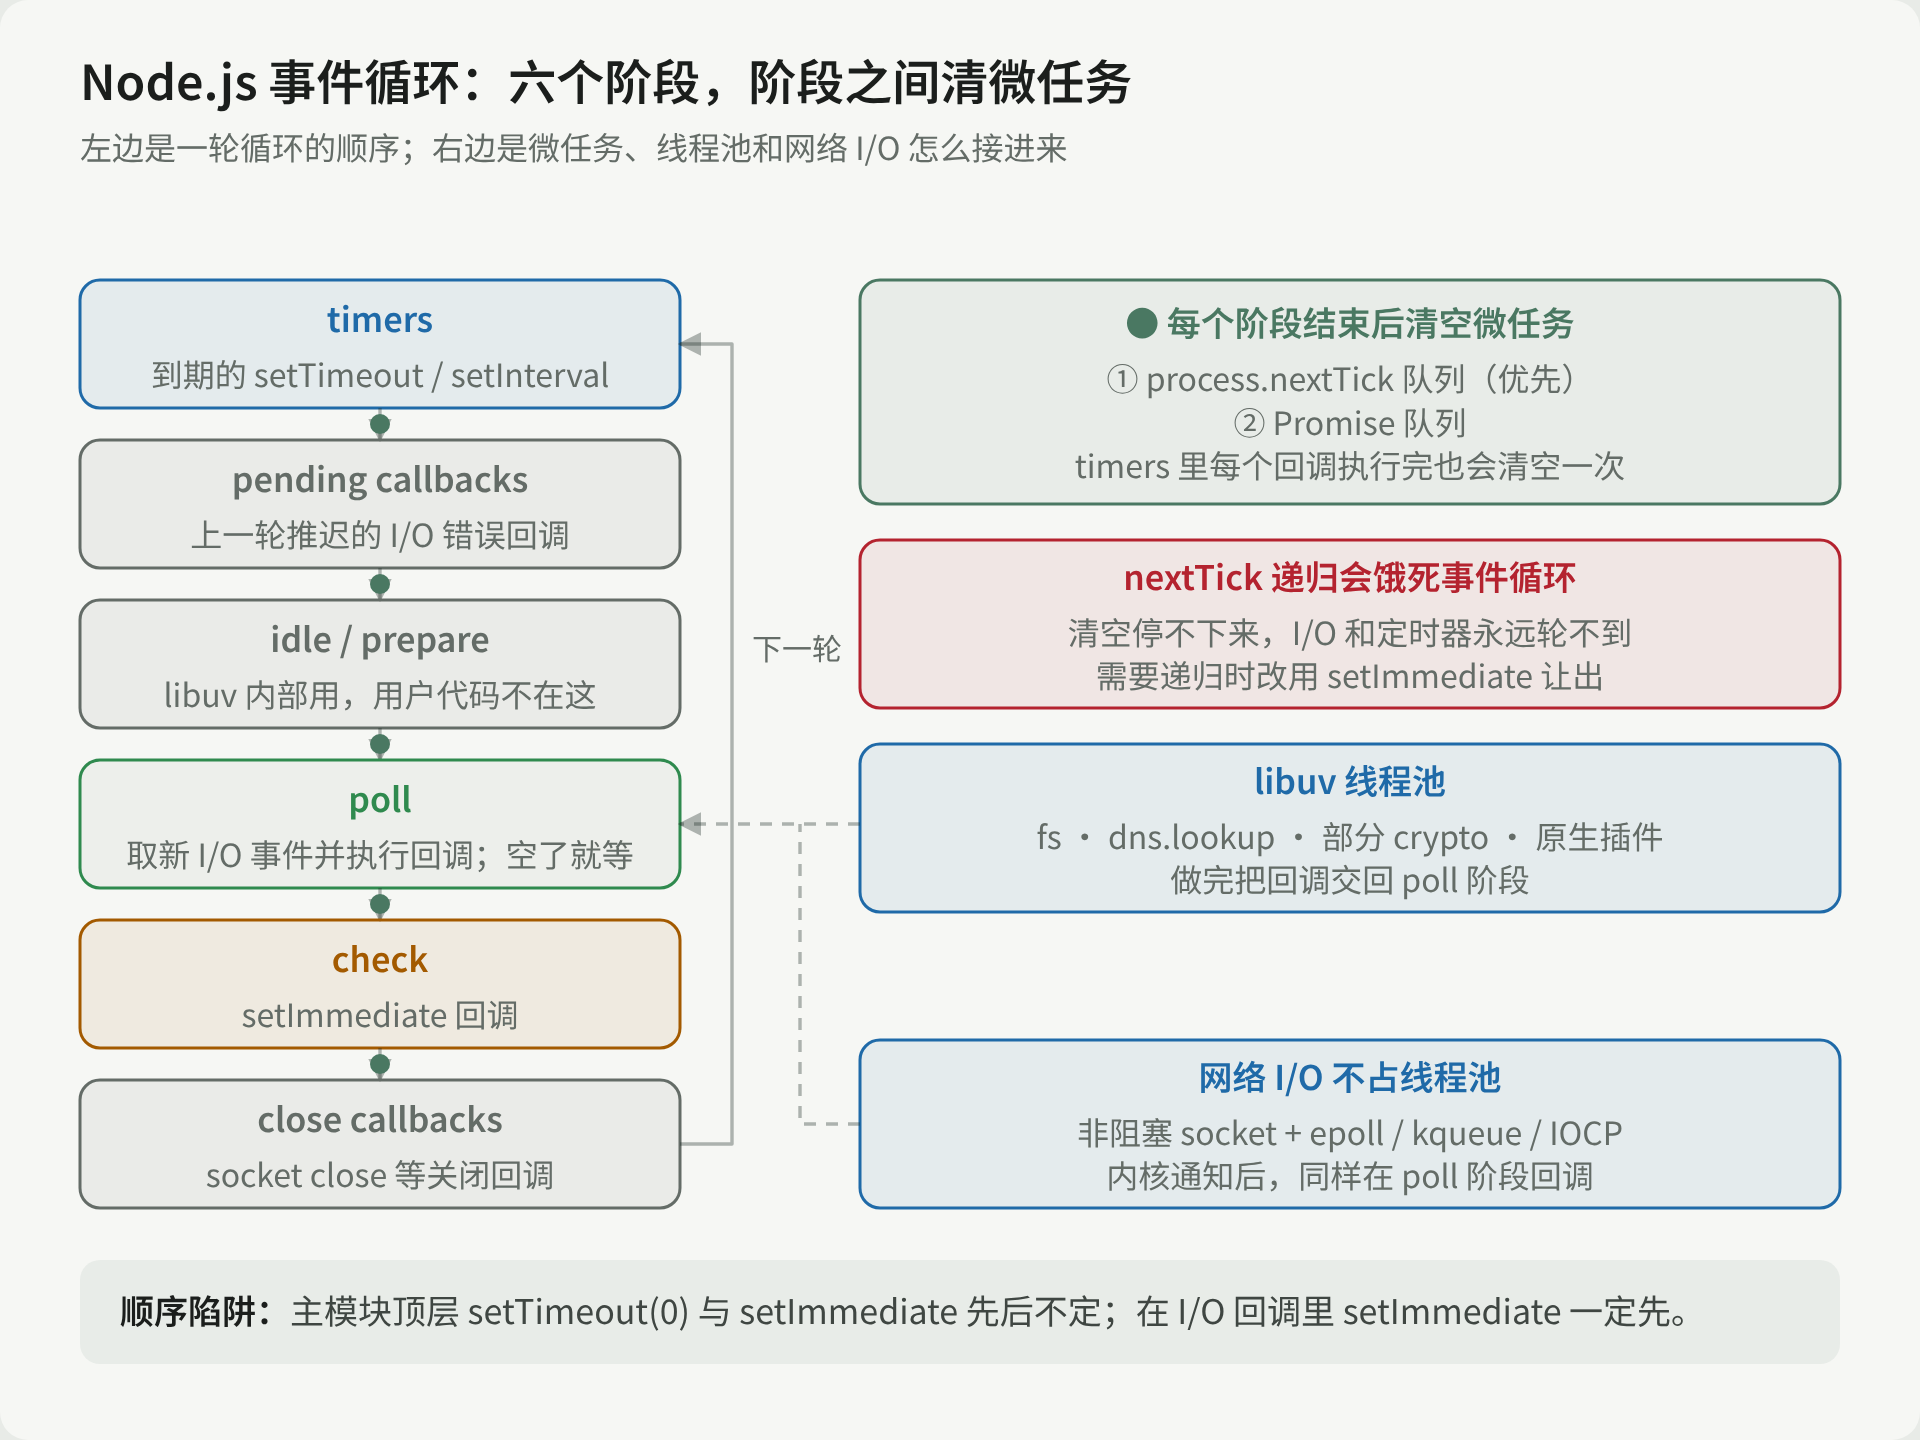 Node.js 事件循环：六个阶段，阶段之间清微任务
左边是一轮循环的顺序；右边是微任务、线程池和网络 I/O 怎么接进来
timers
到期的 setTimeout / setInterval
pending callbacks
上一轮推迟的 I/O 错误回调
idle / prepare
libuv 内部用，用户代码不在这
poll
取新 I/O 事件并执行回调；空了就等
check
setImmediate 回调
close callbacks
socket close 等关闭回调
下一轮
每个阶段结束后清空微任务
① process.nextTick 队列（优先）
② Promise 队列
timers 里每个回调执行完也会清空一次
nextTick 递归会饿死事件循环
清空停不下来，I/O 和定时器永远轮不到
需要递归时改用 setImmediate 让出
libuv 线程池
fs · dns.lookup · 部分 crypto · 原生插件
做完把回调交回 poll 阶段
网络 I/O 不占线程池
非阻塞 socket + epoll / kqueue / IOCP
内核通知后，同样在 poll 阶段回调
顺序陷阱：主模块顶层 setTimeout(0) 与 setImmediate 先后不定；在 I/O 回调里 setImmediate 一定先。